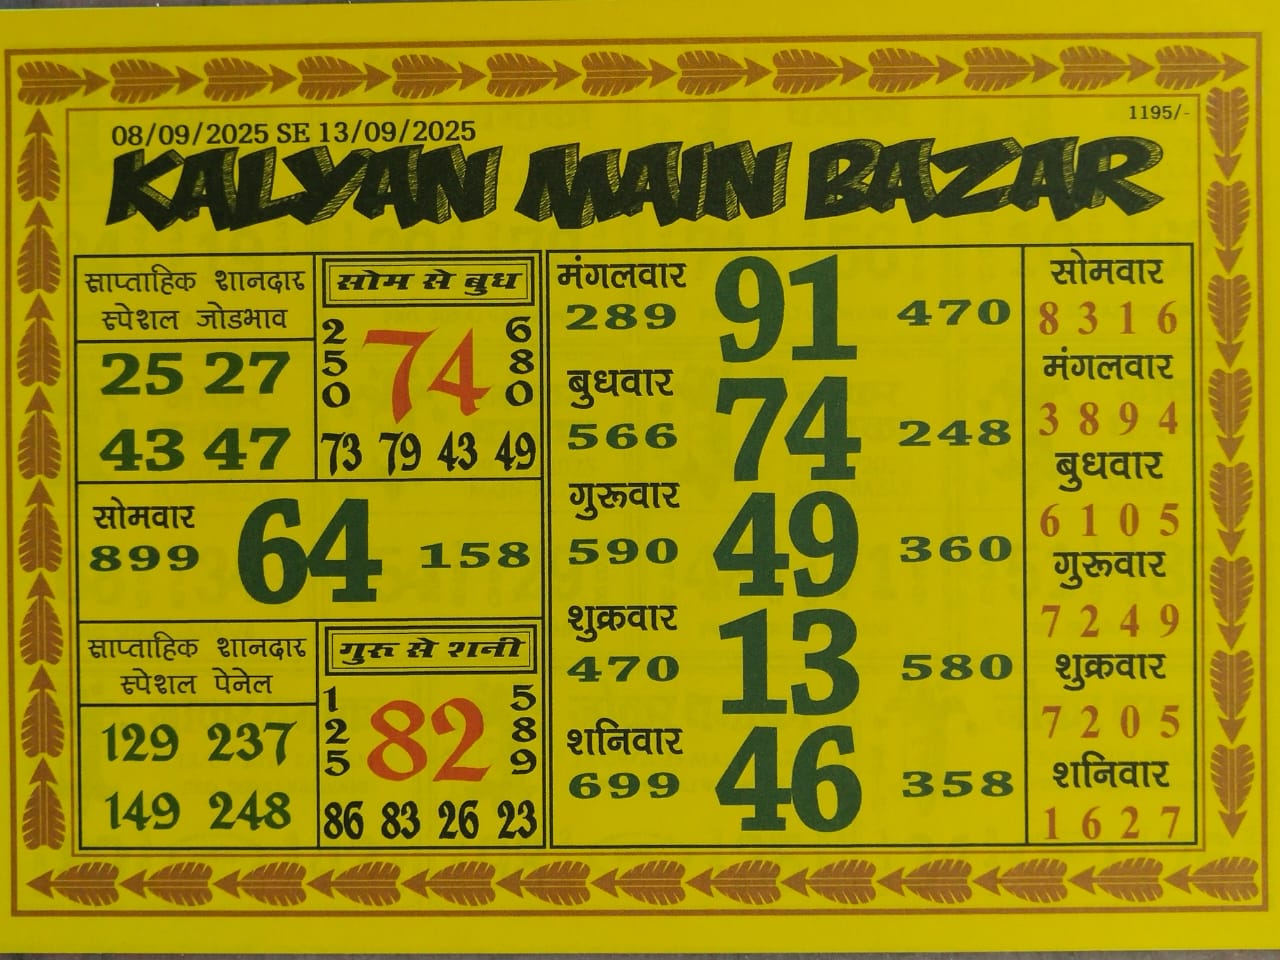 08/09/2025 SE 13/09/2025
1195/-
KALYAN MAIN BAZAR
साप्ताहिक शानदार
स्पेशल जोडभाव
25 27
43 47
सोम से बुध
2 6
5 74 8
0 0
73 79 43 49
सोमवार
899 64 158
साप्ताहिक शानदार
स्पेशल पेनेल
129 237
149 248
गुरु से शनी
1 5
2 82 8
5 9
86 83 26 23
मंगलवार
289 91 470
बुधवार
566 74 248
गुरूवार
590 49 360
शुक्रवार
470 13 580
शनिवार
699 46 358
सोमवार
8 3 1 6
मंगलवार
3 8 9 4
बुधवार
6 1 0 5
गुरूवार
7 2 4 9
शुक्रवार
7 2 0 5
शनिवार
1 6 2 7